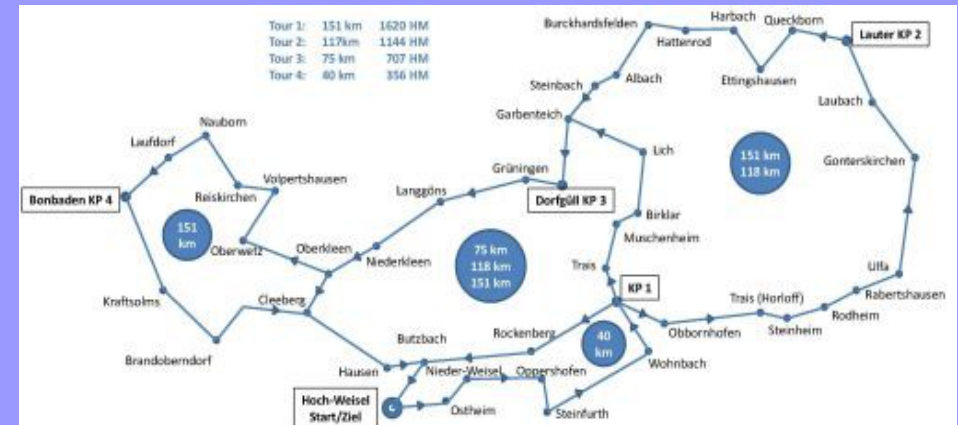 Tour 1: 151 km 1620 HM
Tour 2: 117km 1144 HM
Tour 3: 75 km 707 HM
Tour 4: 40 km 356 HM
Burckhardsfelden
Harbach
Queckborn
Hattenrod
Lauter KP 2
Ettingshausen
Albach
Steinbach
Laubach
Garbenteich
Nauborn
Laufdorf
Lich
151 km
118 km
Gonterskirchen
Grüningen
Volpertshausen
Reiskirchen
Langgöns
Bonbaden KP 4
Dorfgüll KP 3
Birklar
151
km
Muschenheim
Oberwetz
Oberkleen
75 km
118 km
151 km
Niederkleen
Trais
Ulfa
KP 1
Rabertshausen
Kraftsolms
Cleeberg
Trais (Horloff)
Rodheim
Obbornhofen
Steinheim
Rockenberg
40
km
Butzbach
Brandoberndorf
Wohnbach
Hausen
Nieder-Weisel
Oppershofen
Hoch-Weisel
Start/Ziel
Ostheim
Steinfurth